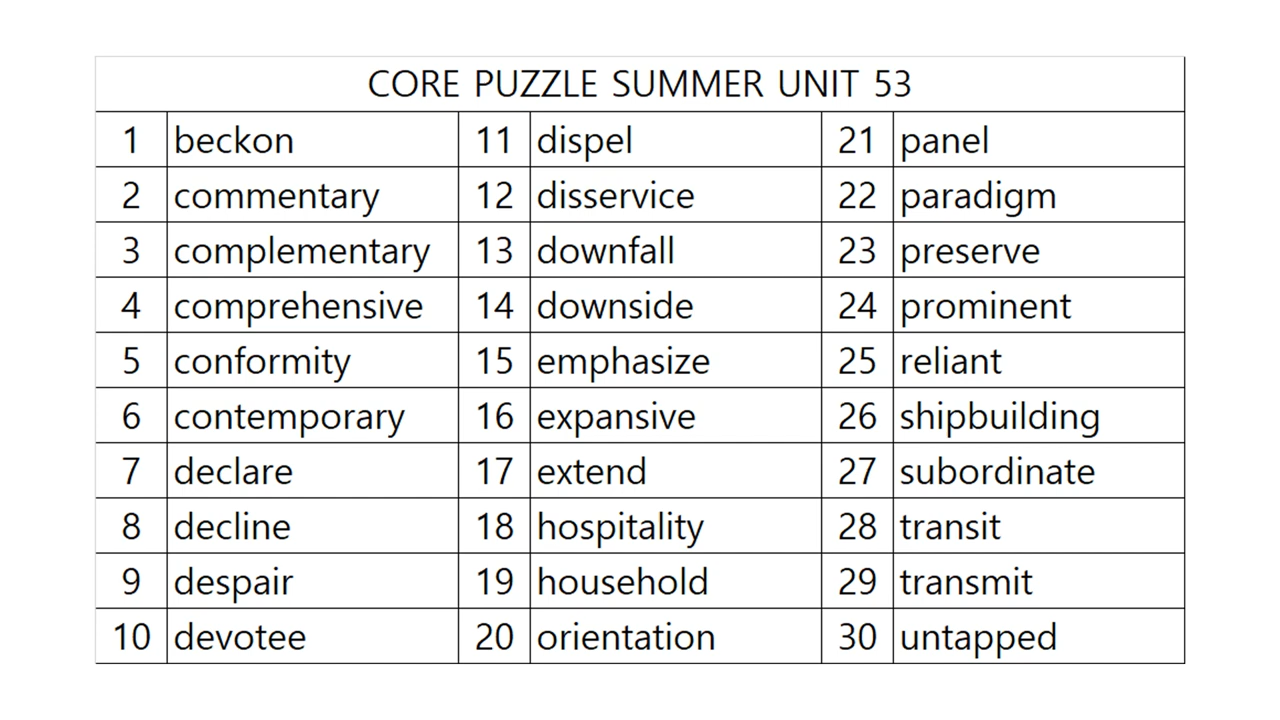 CORE PUZZLE SUMMER UNIT 53
1 beckon 11 dispel 21 panel
2 commentary 12 disservice 22 paradigm
3 complementary 13 downfall 23 preserve
4 comprehensive 14 downside 24 prominent
5 conformity 15 emphasize 25 reliant
6 contemporary 16 expansive 26 shipbuilding
7 declare 17 extend 27 subordinate
8 decline 18 hospitality 28 transit
9 despair 19 household 29 transmit
10 devotee 20 orientation 30 untapped